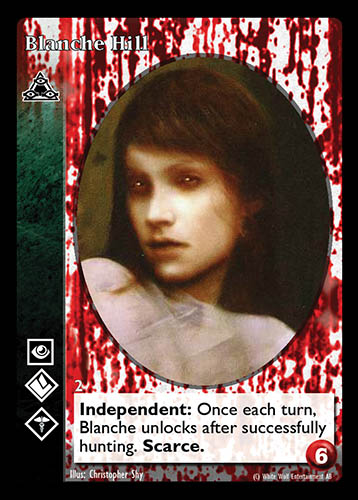 Blanche Hill
2
Independent: Once each turn,
Blanche unlocks after successfully
hunting. Scarce.
6
Illus: Christopher Shy
(C) White Wolf Entertainment AB